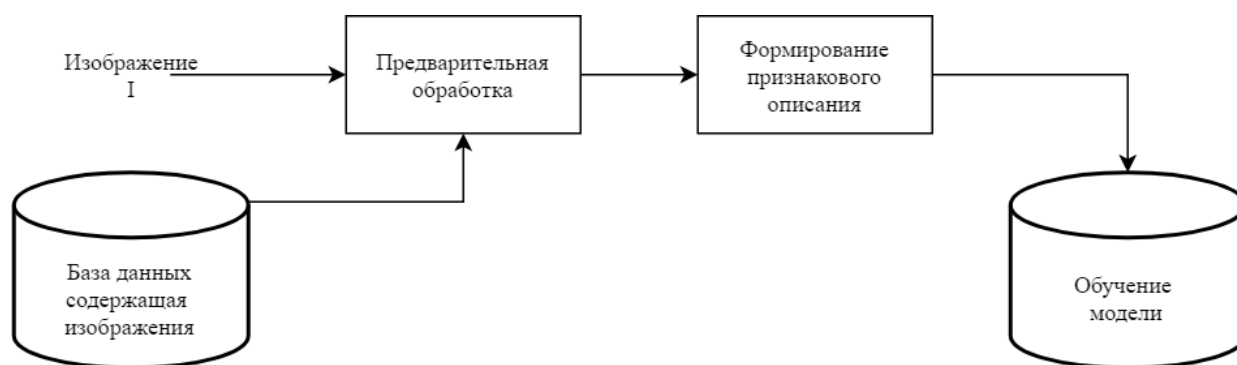 Изображение
I
Предварительная
обработка
Формирование
признакового
описания
База данных
содержащая
изображения
Обучение
модели